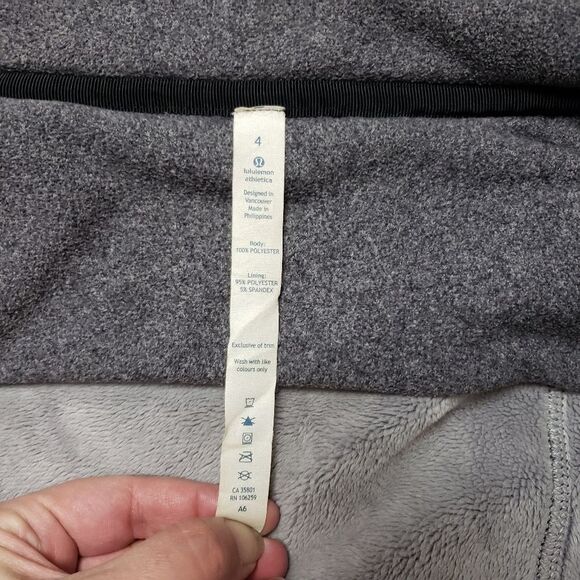 4
lululemon
athletica
Designed in
Vancouver
Made in
Philippines
Body:
100% POLYESTER
Lining:
95% POLYESTER
5% SPANDEX
Exclusive of trim
Wash with like
colours only
CA 35801
RN 106259
A6